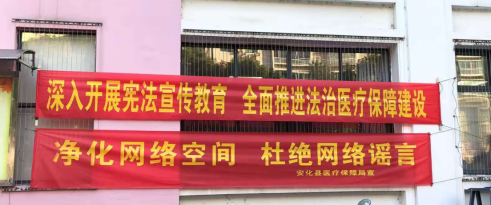 深入开展宪法宣传教育 全面推进法治医疗保障建设
净化网络空间 杜绝网络谣言
安化县医疗保障局宣